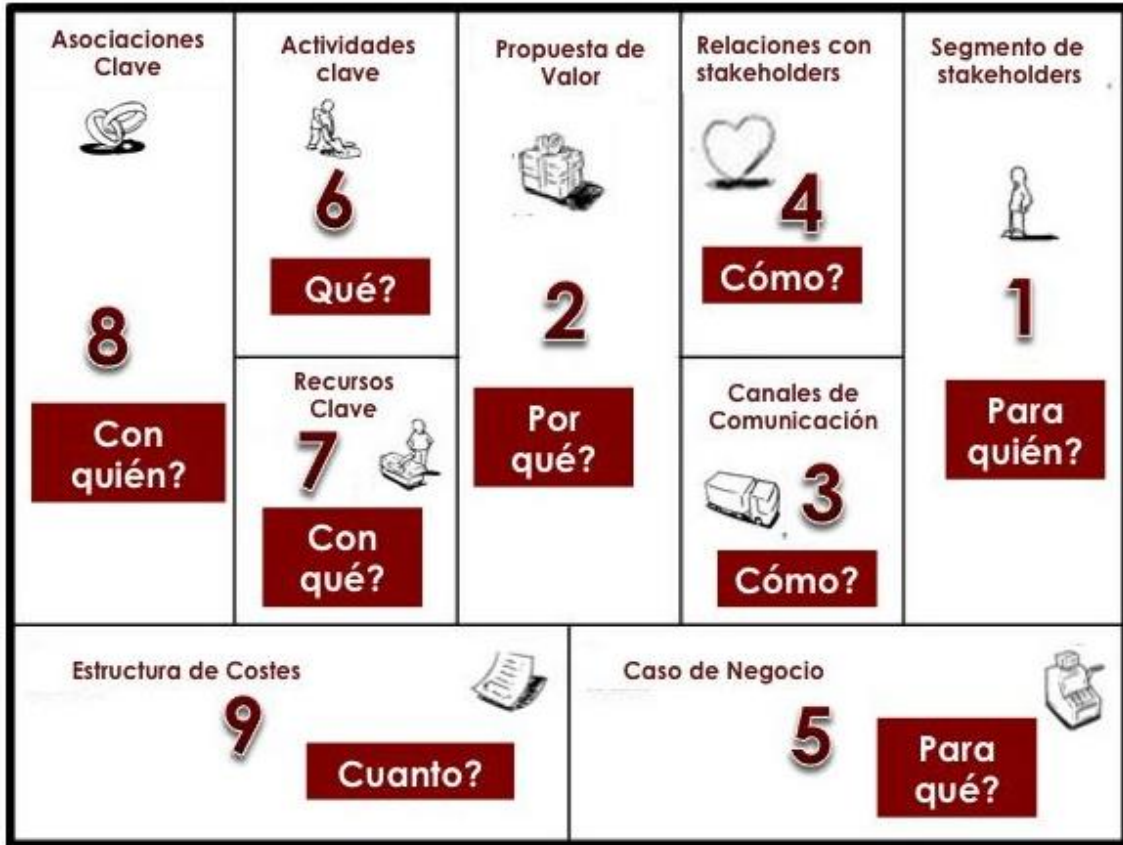 Asociaciones
Clave
8
Con
quién?
Actividades
clave
6
Qué?
Recursos
Clave
7
Con
qué?
Propuesta de
Valor
2
Por
qué?
Relaciones con
stakeholders
4
Cómo?
Canales de
Comunicación
3
Cómo?
Segmento de
stakeholders
1
Para
quién?
Estructura de Costes
9
Cuanto?
Caso de Negocio
5
Para
qué?